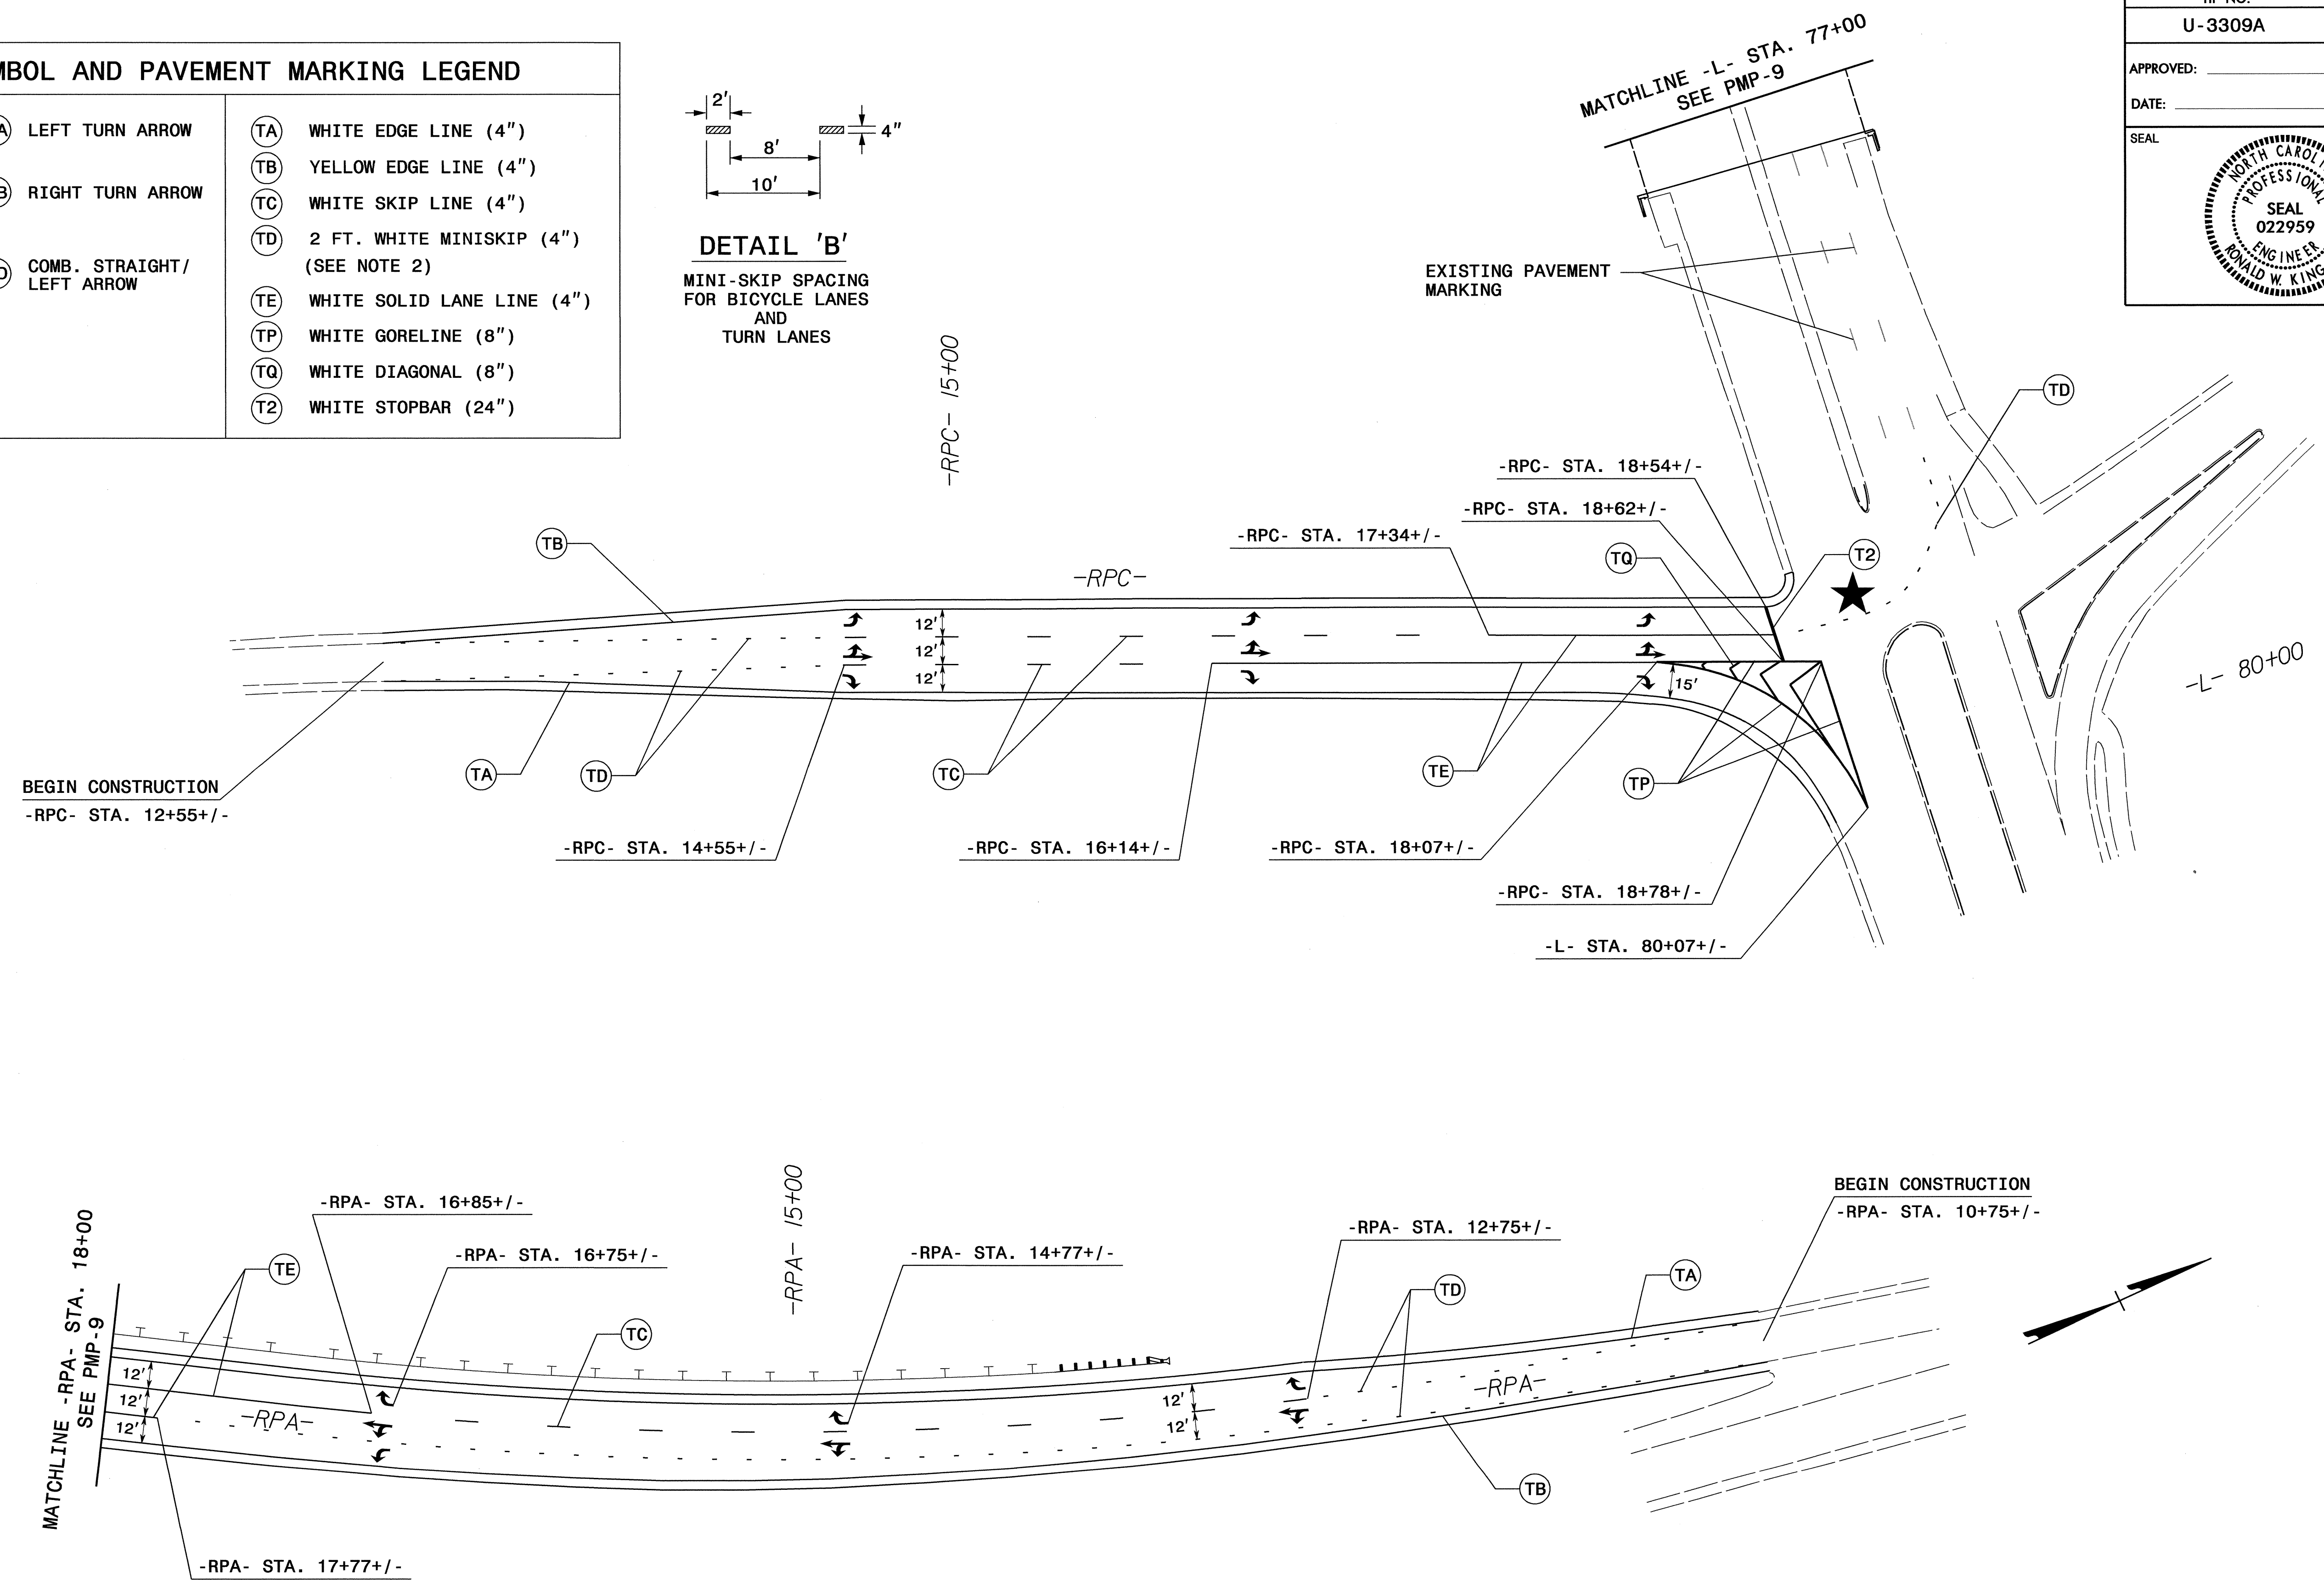 MBOL AND PAVEMENT MARKING LEGEND
A LEFT TURN ARROW
B RIGHT TURN ARROW
COMB. STRAIGHT/
LEFT ARROW
TA WHITE EDGE LINE (4")
TB YELLOW EDGE LINE (4")
TC WHITE SKIP LINE (4")
TD 2 FT. WHITE MINISKIP (4")
(SEE NOTE 2)
TE WHITE SOLID LANE LINE (4")
TP WHITE GORELINE (8")
TQ WHITE DIAGONAL (8")
T2 WHITE STOPBAR (24")
2'
4"
8'
10'
DETAIL 'B'
MINI-SKIP SPACING
FOR BICYCLE LANES
AND
TURN LANES
MATCHLINE -L- STA. 77+00
SEE PMP-9
U-3309A
APPROVED:
DATE:
SEAL
NORTH CAROLI
PROFESSIONAL
SEAL
022959
ENGINEER
RONALD W. KING
EXISTING PAVEMENT
MARKING
TD
-RPC- 15+00
-RPC- STA. 18+54+/-
-RPC- STA. 18+62+/-
-RPC- STA. 17+34+/-
TQ
T2
TB
-RPC-
12'
12'
12'
15'
-L- 80+00
BEGIN CONSTRUCTION
-RPC- STA. 12+55+/-
TA
TD
TC
TE
TP
-RPC- STA. 14+55+/-
-RPC- STA. 16+14+/-
-RPC- STA. 18+07+/-
-RPC- STA. 18+78+/-
-L- STA. 80+07+/-
MATCHLINE -RPA- STA. 18+00
SEE PMP-9
-RPA- STA. 16+85+/-
-RPA- STA. 16+75+/-
TE
TC
-RPA- 15+00
-RPA- STA. 14+77+/-
-RPA- STA. 12+75+/-
TD
TA
BEGIN CONSTRUCTION
-RPA- STA. 10+75+/-
12'
12'
12'
-RPA-
12'
12'
-RPA-
TB
-RPA- STA. 17+77+/-